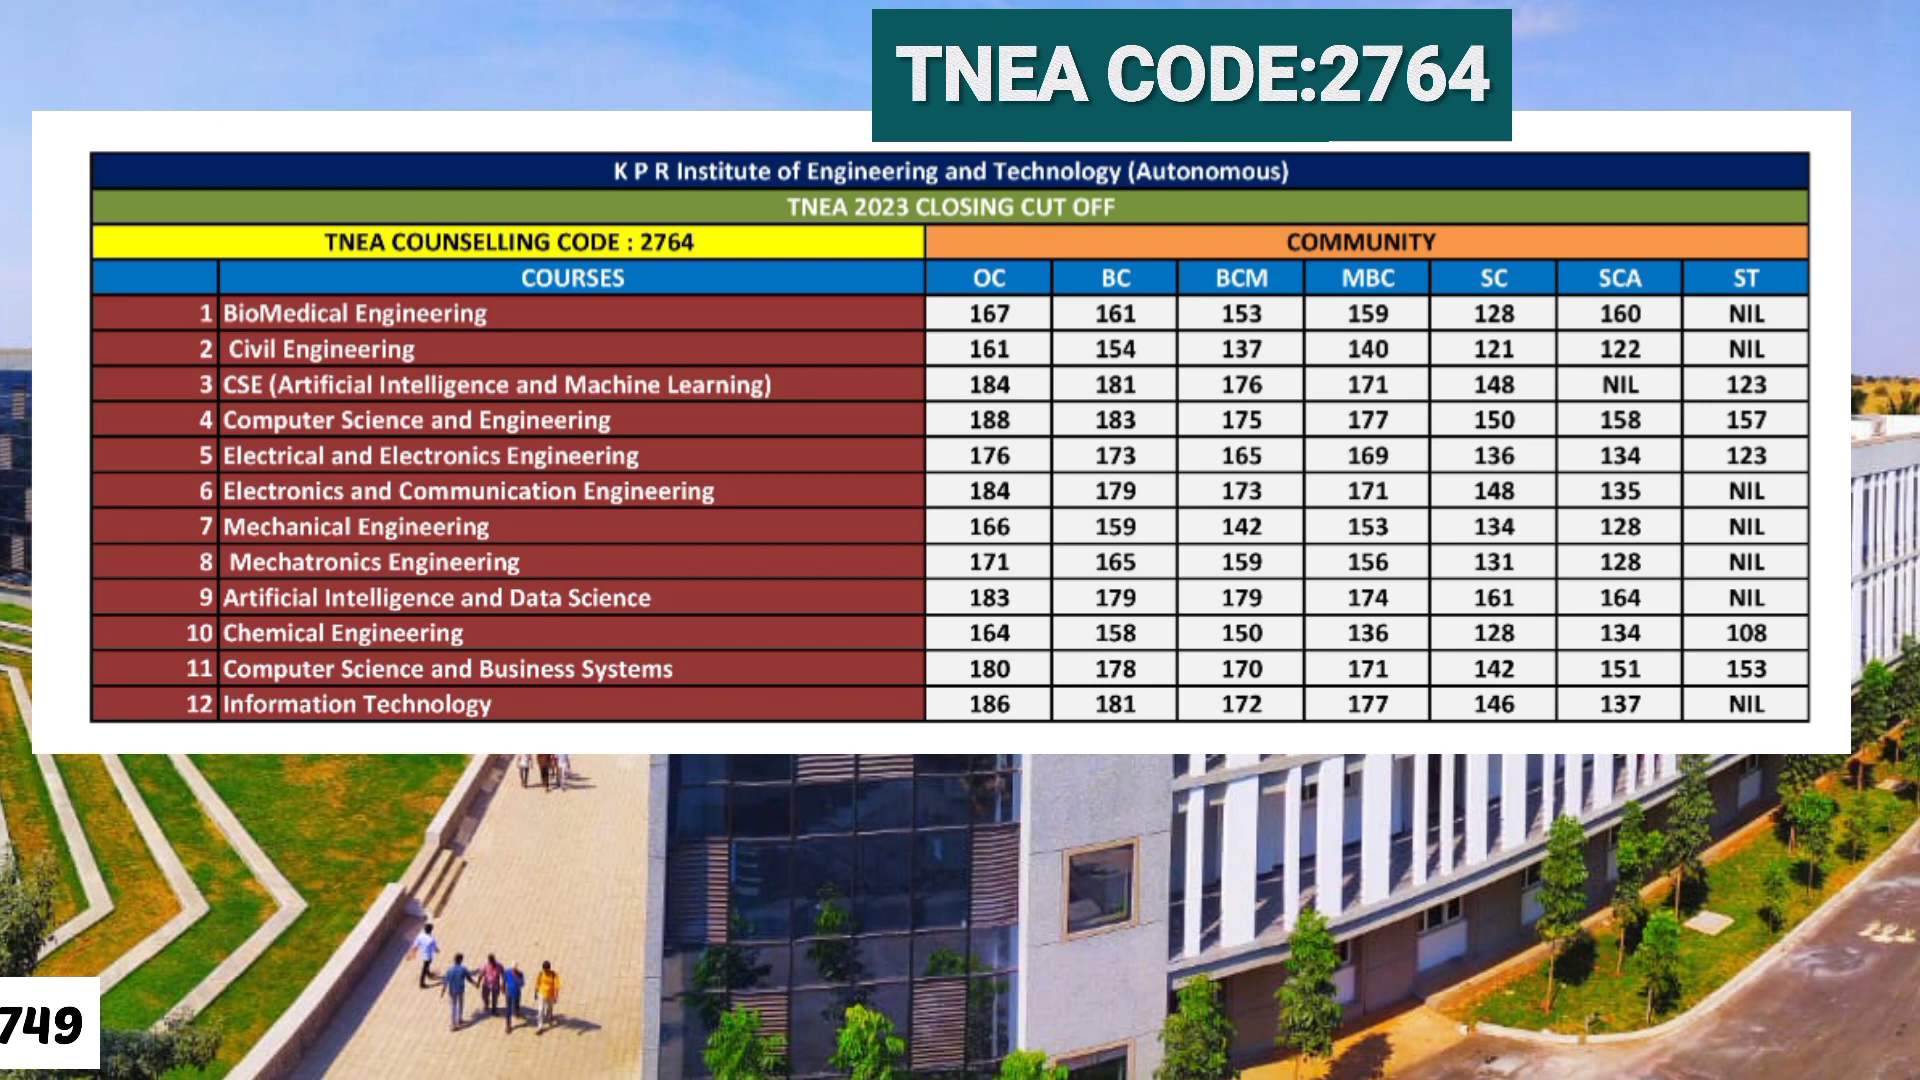 TNEA CODE:2764
K P R Institute of Engineering and Technology (Autonomous)
TNEA 2023 CLOSING CUT OFF
TNEA COUNSELLING CODE : 2764 COMMUNITY
COURSES OC BC BCM MBC SC SCA ST
1 BioMedical Engineering 167 161 153 159 128 160 NIL
2 Civil Engineering 161 154 137 140 121 122 NIL
3 CSE (Artificial Intelligence and Machine Learning) 184 181 176 171 148 NIL 123
4 Computer Science and Engineering 188 183 175 177 150 158 157
5 Electrical and Electronics Engineering 176 173 165 169 136 134 123
6 Electronics and Communication Engineering 184 179 173 171 148 135 NIL
7 Mechanical Engineering 166 159 142 153 134 128 NIL
8 Mechatronics Engineering 171 165 159 156 131 128 NIL
9 Artificial Intelligence and Data Science 183 179 179 174 161 164 NIL
10 Chemical Engineering 164 158 150 136 128 134 108
11 Computer Science and Business Systems 180 178 170 171 142 151 153
12 Information Technology 186 181 172 177 146 137 NIL
749